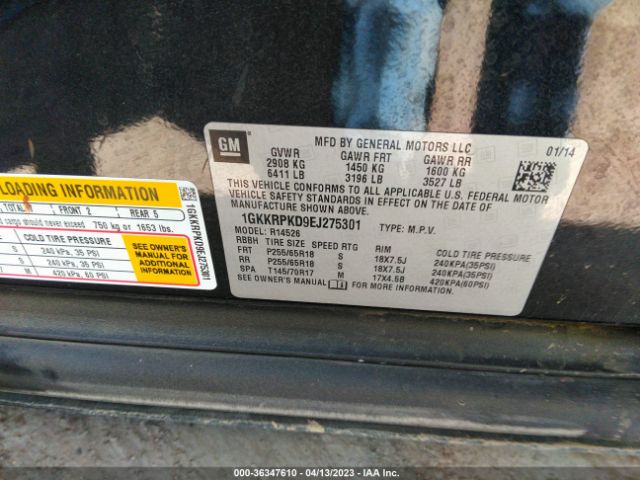 GM
MFD BY GENERAL MOTORS LLC
01/14
GVWR GAWR FRT GAWR RR
2908 KG 1450 KG 1600 KG
6411 LB 3196 LB 3527 LB
THIS VEHICLE CONFORMS TO ALL APPLICABLE U.S. FEDERAL MOTOR
VEHICLE SAFETY STANDARDS IN EFFECT ON THE DATE OF
MANUFACTURE SHOWN ABOVE.
1GKKRPKD9EJ275301 TYPE: M.P.V.
MODEL: R14526
RBBH TIRE SIZE SPEED RTG RIM COLD TIRE PRESSURE
FRT P255/65R18 S 18X7.5J 240KPA(35PSI)
RR P255/65R18 S 18X7.5J 240KPA(35PSI)
SPA T145/70R17 M 17X4.5B 420KPA(60PSI)
SEE OWNER'S MANUAL FOR MORE INFORMATION.
LOADING INFORMATION
TOTAL FRONT 2 REAR 5
cargo should never exceed 750 kg or 1653 lbs.
COLD TIRE PRESSURE
240 KPA, 35 PSI
240 KPA, 35 PSI
420 KPA, 60 PSI
SEE OWNER'S
MANUAL FOR
ADDITIONAL
INFORMATION
1GKKRPKD9EJ275301
000-36347610 - 04/13/2023 - IAA Inc.